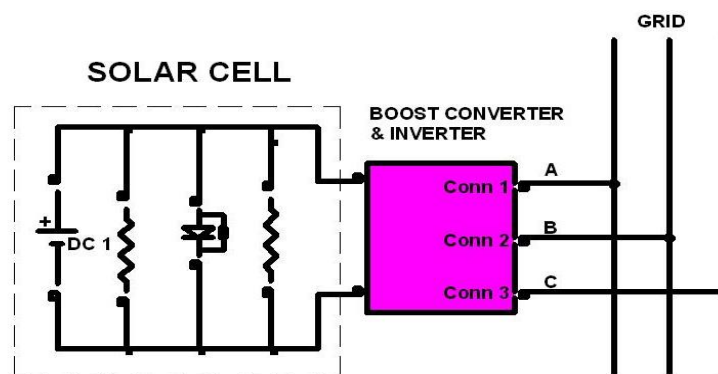 GRID
SOLAR CELL
BOOST CONVERTER
& INVERTER
Conn 1
A
Conn 2
B
Conn 3
C
+
DC 1